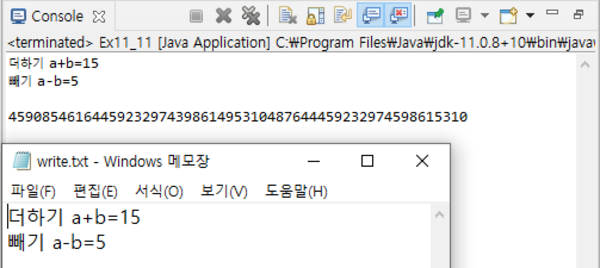 Console
<terminated> Ex11_11 [Java Application] C:₩Program Files₩Java₩jdk-11.0.8+10₩bin₩javaw
더하기 a+b=15
빼기 a-b=5
45908546164459232974398614953104876444459232974598615310
write.txt - Windows 메모장
파일(F) 편집(E) 서식(O) 보기(V) 도움말(H)
더하기 a+b=15
빼기 a-b=5